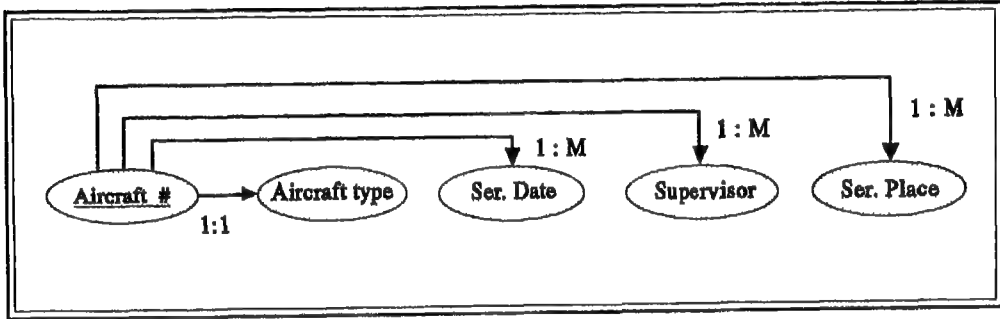 1 : M
1 : M
1 : M
Aircraft #
Aircraft type
Ser. Date
Supervisor
Ser. Place
1:1